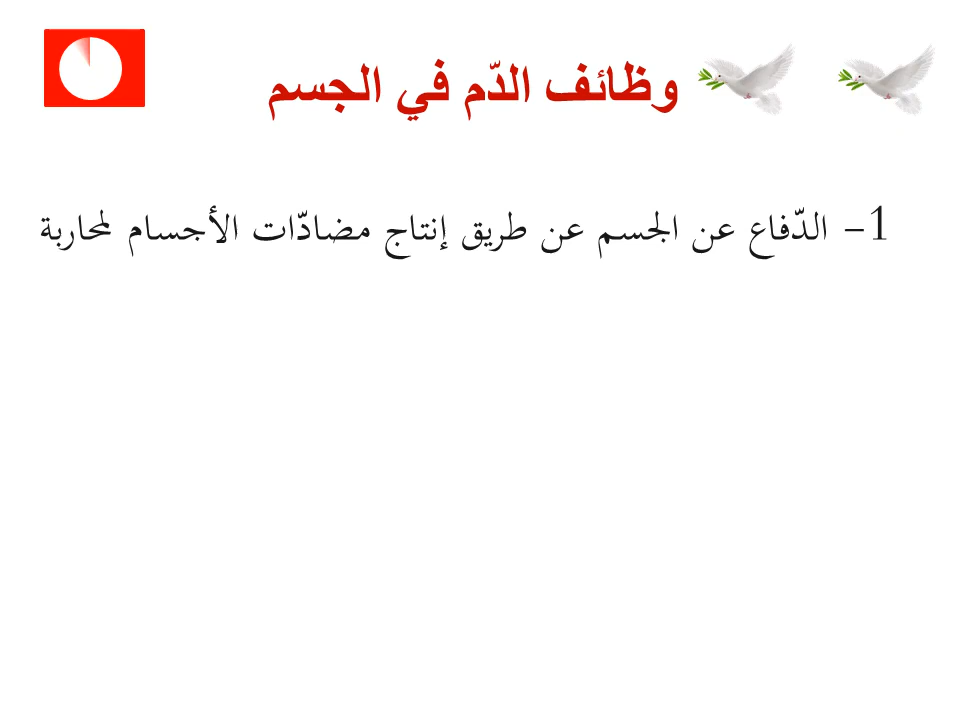 وظائف الدّم في الجسم
1- الدّفاع عن الجسم عن طريق إنتاج مضادّات الأجسام لمحاربة